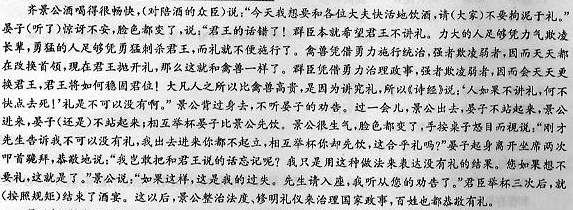 齐景公酒喝得很畅快,(对陪酒的众臣)说:“今天我想要和各位大夫快活地饮酒,请(大家)不要拘泥于礼。”
晏子(听了)惊讶不安,脸色都变了,说:“君王的话错了!群臣本就希望君王不讲礼。力大的人足够凭力气欺凌
长辈,勇猛的人足够凭勇猛刺杀君王,而礼就不便施行了。禽兽凭借勇力施行统治,强者欺凌弱者,因而天天都
在改换首领,现在君王抛开礼,那么这就和禽兽一样了。群臣凭借勇力治理政事,强者欺凌弱者,因而会天天更
换君王,君王将如何稳固君位!大凡人之所以比禽兽高贵,是因为讲究礼,所以《诗经》说:‘人如果不讲礼,何不
快点去死!’礼是不可以没有啊。”景公背过身去,不听晏子的劝告。过一会儿,景公出去,晏子不站起来,景公
进来,晏子(还是)不站起来;相互举杯晏子比景公先饮。景公很生气,脸色都变了,手按桌子怒目而视说:“刚才
先生告诉我不可以没有礼,我出去进来你都不起立,相互举杯你却先饮,这合乎礼吗?”晏子起身离开坐席两次
叩首跪拜,恭敬地说:“我岂敢把和君王说的话忘记呢?我只是用这种做法来表达没有礼的结果。您如果想不
要礼,这就是了。”景公说:“如果这样,这是我的过失。先生请入座,我听从您的劝告了。”君臣举杯三次后,就
(按照规矩)结束了酒宴。这以后,景公整治法度、修明礼仪来治理国家政事,百姓也都恭敬有礼。